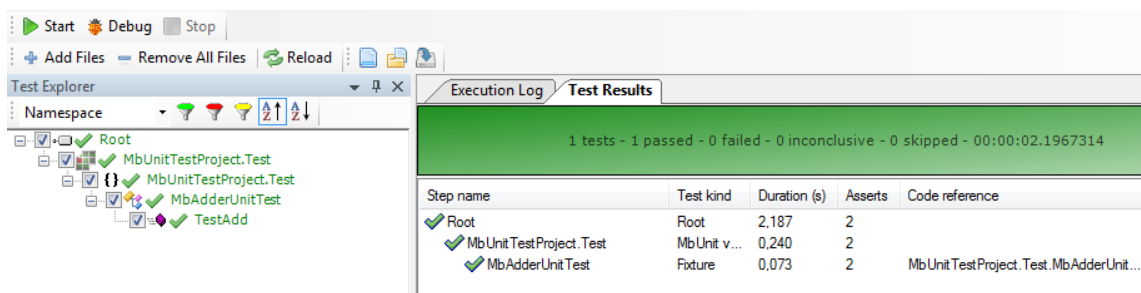 Start Debug Stop
Add Files Remove All Files Reload
Test Explorer
Namespace
Root
MbUnitTestProject.Test
{} MbUnitTestProject.Test
MbAdderUnitTest
TestAdd
Execution Log Test Results
1 tests - 1 passed - 0 failed - 0 inconclusive - 0 skipped - 00:00:02.1967314
Step name Test kind Duration (s) Asserts Code reference
Root Root 2,187 2
MbUnitTestProject.Test MbUnit v... 0,240 2
MbAdderUnitTest Fixture 0,073 2 MbUnitTestProject.Test.MbAdderUnit...